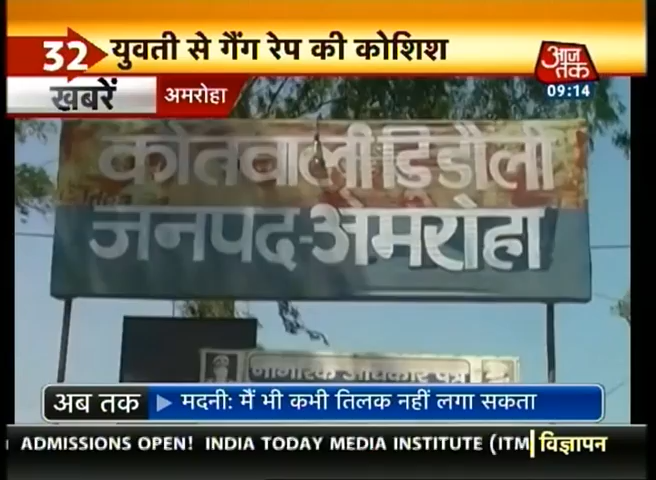 32 युवती से गैंग रेप की कोशिश
आज तक
खबरें अमरोहा
09:14
कोतवाली डिडौली
जनपद-अमरोहा
नागरिक अधिकार पत्र
अब तक मदनी: मैं भी कभी तिलक नहीं लगा सकता
ADMISSIONS OPEN! INDIA TODAY MEDIA INSTITUTE (ITM विज्ञापन